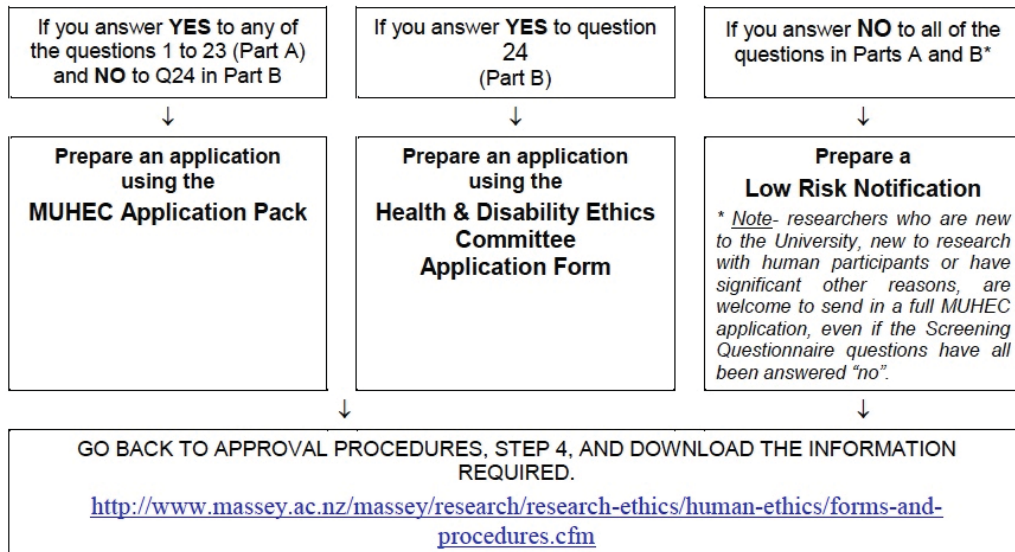 If you answer YES to any of
the questions 1 to 23 (Part A)
and NO to Q24 in Part B
If you answer YES to question
24
(Part B)
If you answer NO to all of the
questions in Parts A and B*
↓
↓
↓
Prepare an application
using the
MUHEC Application Pack
Prepare an application
using the
Health & Disability Ethics
Committee
Application Form
Prepare a
Low Risk Notification
* Note- researchers who are new
to the University, new to research
with human participants or have
significant other reasons, are
welcome to send in a full MUHEC
application, even if the Screening
Questionnaire questions have all
been answered “no”.
↓
↓
GO BACK TO APPROVAL PROCEDURES, STEP 4, AND DOWNLOAD THE INFORMATION
REQUIRED.
http://www.massey.ac.nz/massey/research/research-ethics/human-ethics/forms-and-
procedures.cfm